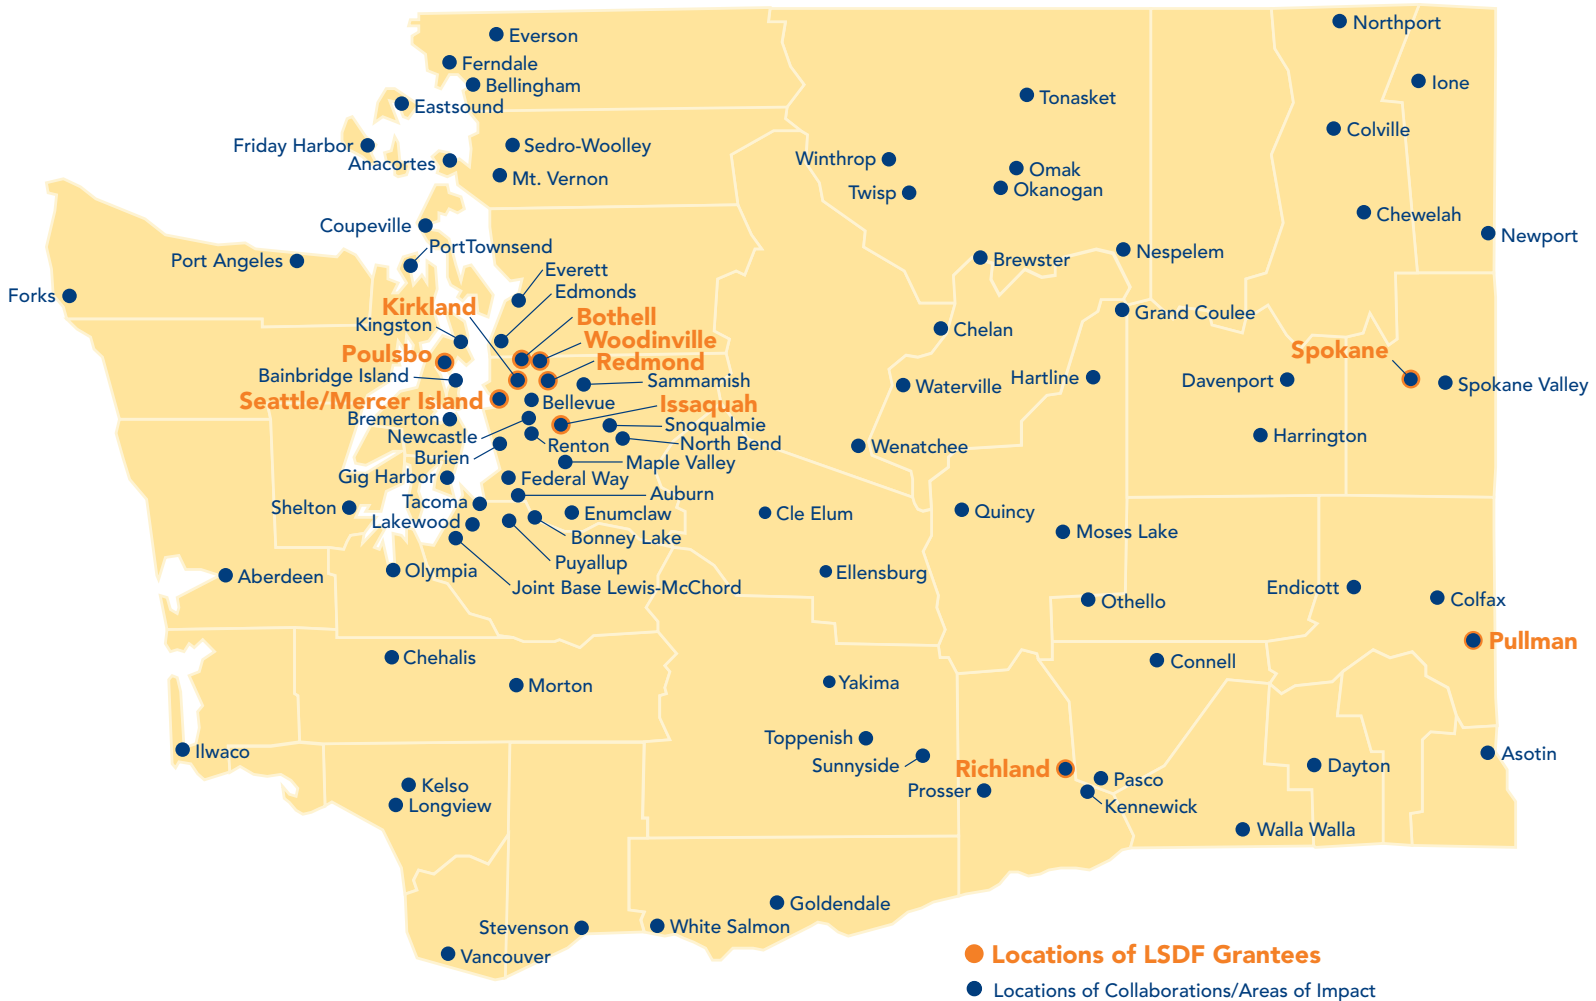 Northport
Everson
Ferndale
Ione
Bellingham
Tonasket
Eastsound
Colville
Friday Harbor
Sedro-Woolley
Winthrop
Anacortes
Omak
Mt. Vernon
Okanogan
Twisp
Chewelah
Coupeville
Newport
PortTownsend
Nespelem
Port Angeles
Brewster
Everett
Edmonds
Forks
Kirkland
Grand Coulee
Bothell
Kingston
Chelan
Woodinville
Spokane
Poulsbo
Redmond
Bainbridge Island
Sammamish
Hartline
Davenport
Spokane Valley
Waterville
Seattle/Mercer Island
Bellevue
Issaquah
Bremerton
Snoqualmie
Newcastle
Harrington
North Bend
Renton
Wenatchee
Burien
Maple Valley
Gig Harbor
Federal Way
Auburn
Tacoma
Shelton
Quincy
Enumclaw
Cle Elum
Lakewood
Moses Lake
Bonney Lake
Puyallup
Olympia
Ellensburg
Aberdeen
Joint Base Lewis-McChord
Endicott
Colfax
Othello
Pullman
Chehalis
Connell
Yakima
Morton
Toppenish
Ilwaco
Asotin
Sunnyside
Dayton
Richland
Pasco
Kelso
Prosser
Longview
Kennewick
Walla Walla
Goldendale
White Salmon
Stevenson
Vancouver
Locations of LSDF Grantees
Locations of Collaborations/Areas of Impact